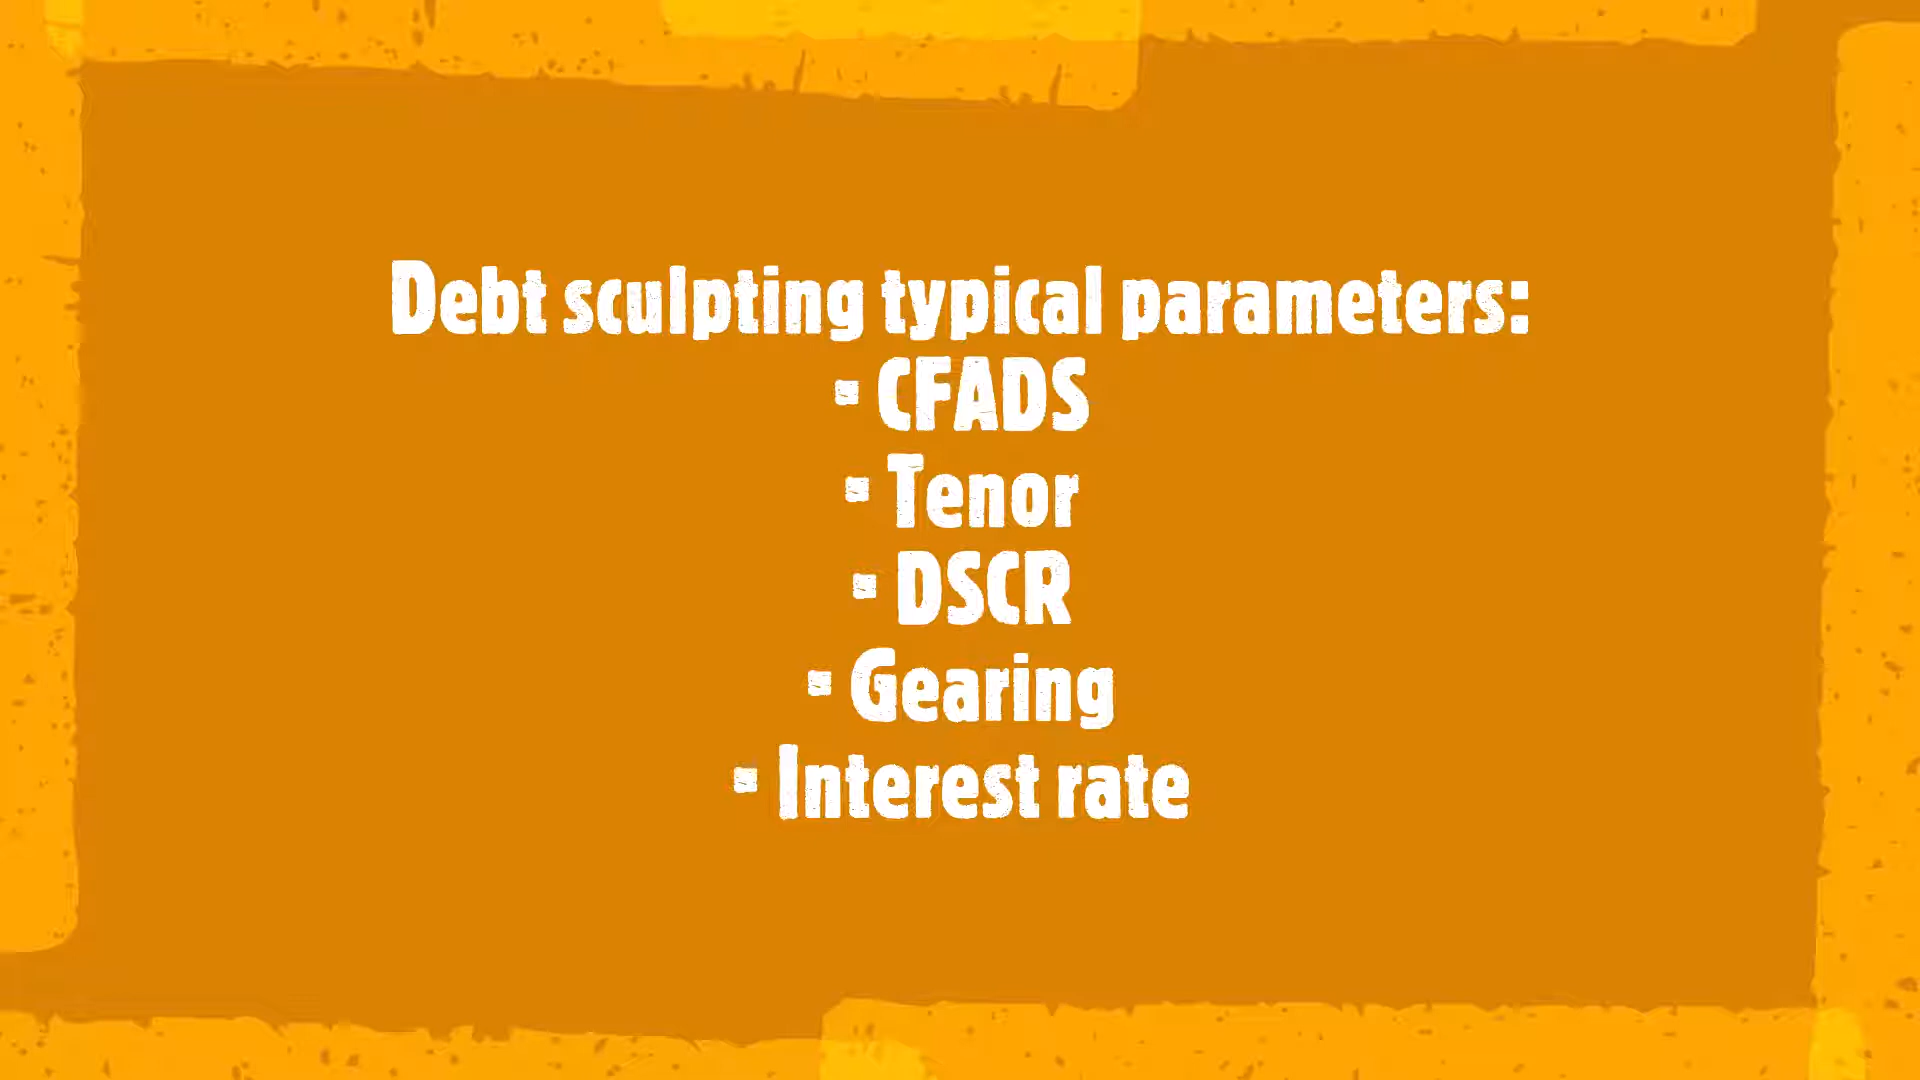 Debt sculpting typical parameters:
▪ CFADS
▪ Tenor
▪ DSCR
▪ Gearing
▪ Interest rate